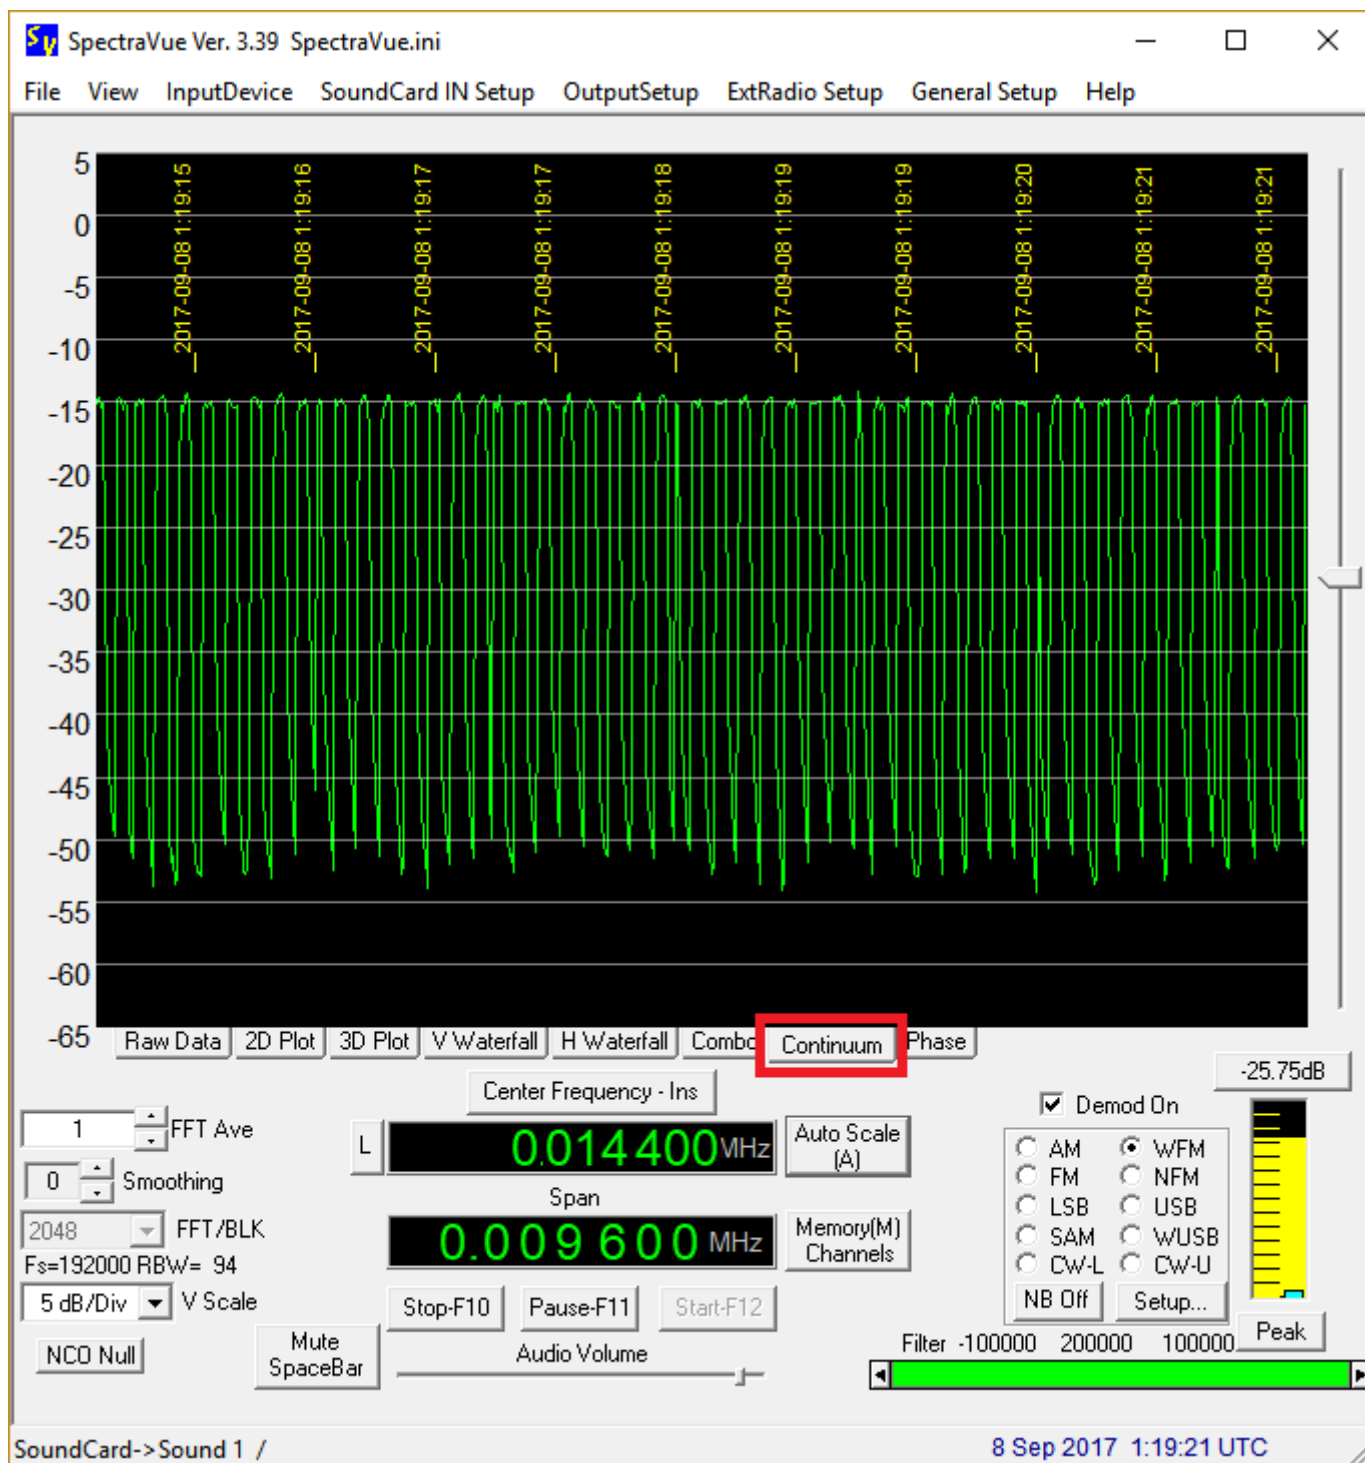 Sy SpectraVue Ver. 3.39 SpectraVue.ini
File View InputDevice SoundCard IN Setup OutputSetup ExtRadio Setup General Setup Help
5
0
-5
-10
-15
-20
-25
-30
-35
-40
-45
-50
-55
-60
-65
2017-09-08 1:19:15
2017-09-08 1:19:16
2017-09-08 1:19:17
2017-09-08 1:19:17
2017-09-08 1:19:18
2017-09-08 1:19:19
2017-09-08 1:19:19
2017-09-08 1:19:20
2017-09-08 1:19:21
2017-09-08 1:19:21
Raw Data 2D Plot 3D Plot V Waterfall H Waterfall Combo Continuum Phase
-25.75dB
Center Frequency - Ins
Demod On
1 FFT Ave
L 0.014400 MHz
Auto Scale
(A)
AM WFM
FM NFM
LSB USB
SAM WUSB
CW-L CW-U
0 Smoothing
Span
2048 FFT/BLK
0.009600 MHz
Memory(M)
Channels
Fs=192000 RBW= 94
5 dB/Div V Scale
Stop-F10 Pause-F11 Start-F12
NB Off Setup...
Peak
NCO Null
Mute
SpaceBar
Audio Volume
Filter -100000 200000 100000
SoundCard->Sound 1 /
8 Sep 2017 1:19:21 UTC